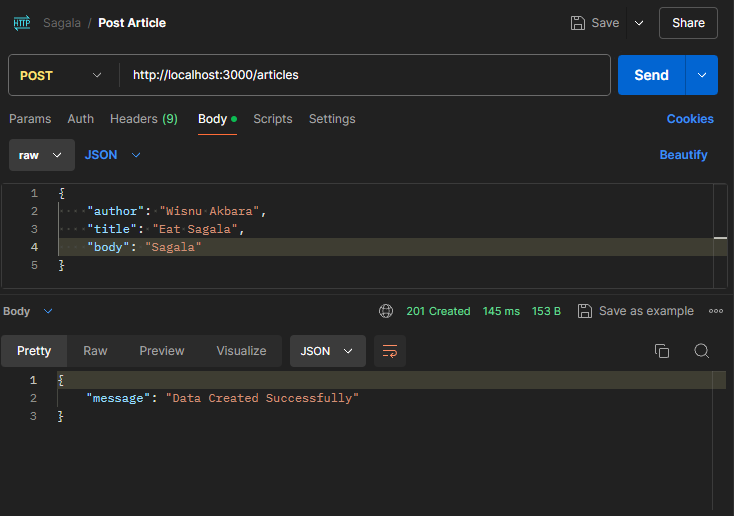 HTTP Sagala / Post Article Save Share
POST http://localhost:3000/articles Send
Params Auth Headers (9) Body Scripts Settings Cookies
raw JSON Beautify
1 {
2 "author": "Wisnu Akbara",
3 "title": "Eat Sagala",
4 "body": "Sagala"
5 }
Body 201 Created 145 ms 153 B Save as example
Pretty Raw Preview Visualize JSON
1 {
2 "message": "Data Created Successfully"
3 }